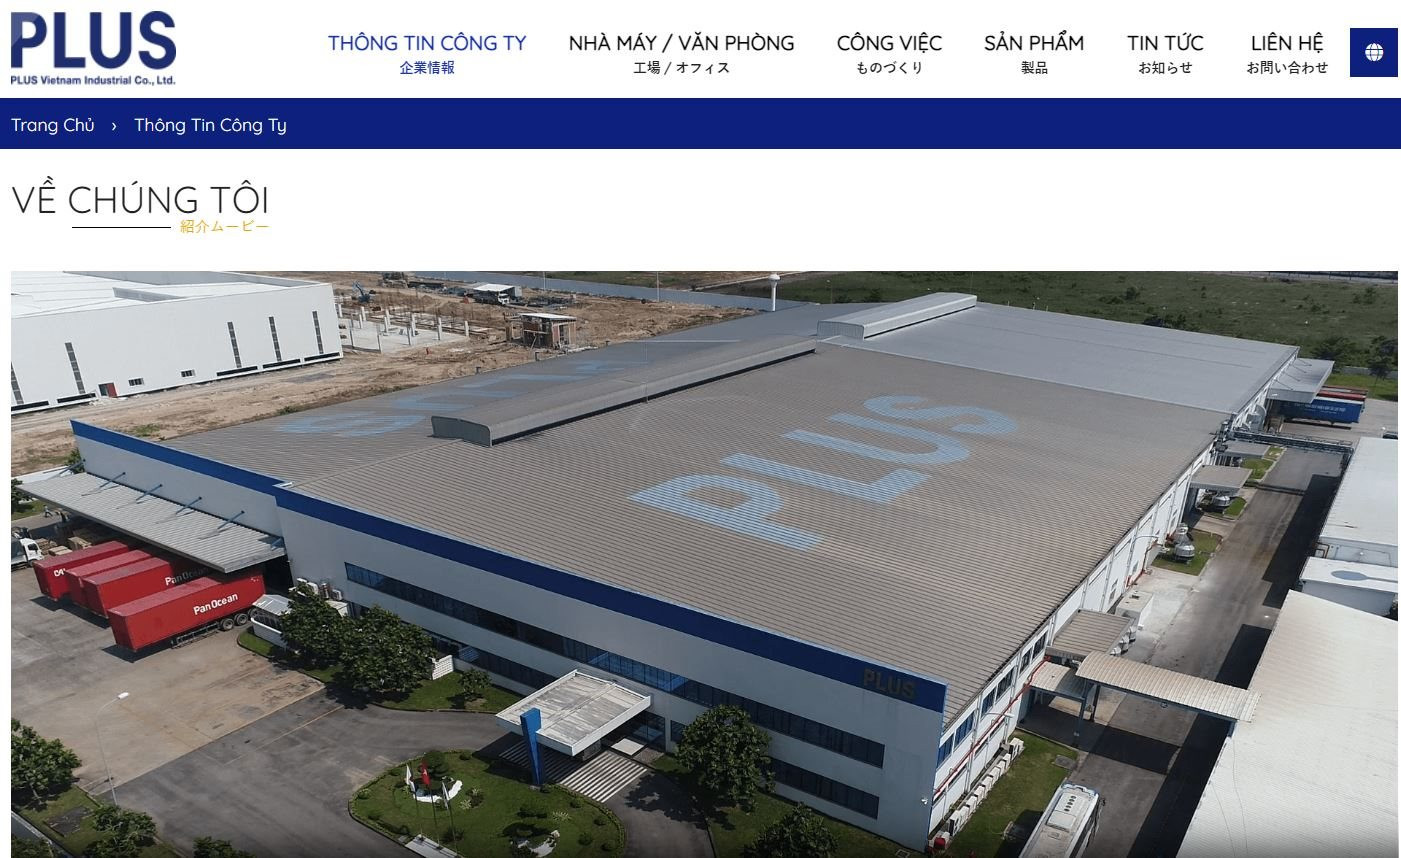 PLUS
PLUS Vietnam Industrial Co., Ltd.
THÔNG TIN CÔNG TY
企業情報
NHÀ MÁY / VĂN PHÒNG
工場 / オフィス
CÔNG VIỆC
ものづくり
SẢN PHẨM
製品
TIN TỨC
お知らせ
LIÊN HỆ
お問い合わせ
Trang Chủ › Thông Tin Công Ty
VỀ CHÚNG TÔI
紹介ムービー
PLUS
PLUS
PanOcean
PLUS